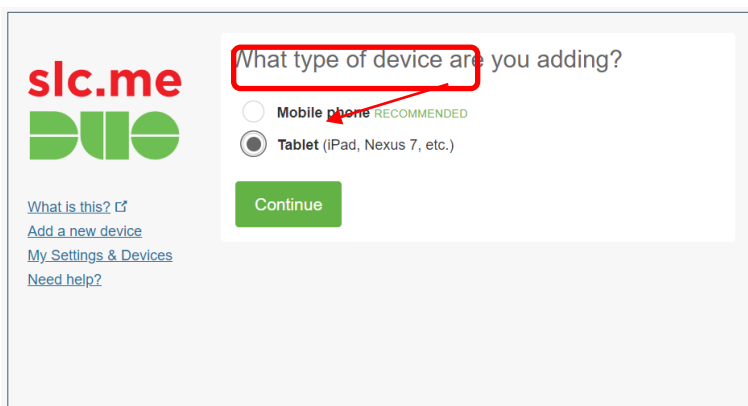 What type of device are you adding?
slc.me
DUO
Mobile phone RECOMMENDED
Tablet (iPad, Nexus 7, etc.)
Continue
What is this?
Add a new device
My Settings & Devices
Need help?